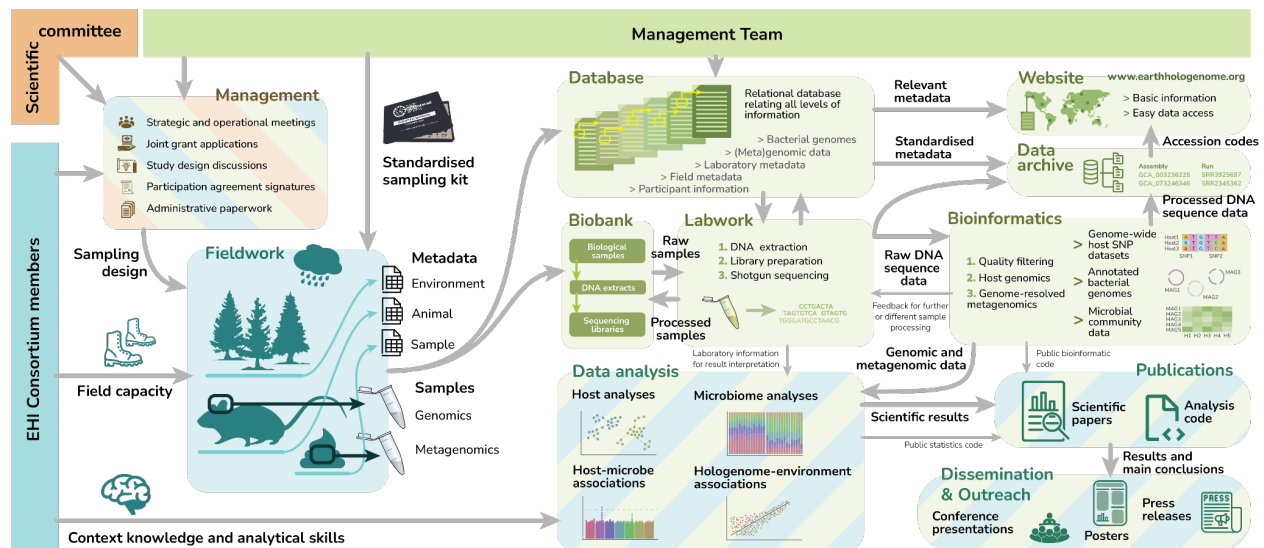 Scientific
committee
Management Team
EHI Consortium members
Management
Strategic and operational meetings
Joint grant applications
Study design discussions
Participation agreement signatures
Administrative paperwork
Standardised
sampling kit
Sampling
design
Field capacity
Context knowledge and analytical skills
Fieldwork
Metadata
Environment
Animal
Sample
Samples
Genomics
Metagenomics
Database
Relational database
relating all levels of
information
> Bacterial genomes
> (Meta)genomic data
> Laboratory metadata
> Field metadata
> Participant information
Relevant
metadata
Standardised
metadata
Website
www.earthhologenome.org
> Basic information
> Easy data access
Accession codes
Data
archive
Assembly Run
GCA_003236225 SRR3925697
GCA_073246346 SRR2345362
Processed DNA
sequence data
Biobank
Biological
samples
DNA extracts
Sequencing
libraries
Raw
samples
Processed
samples
Labwork
1. DNA extraction
2. Library preparation
3. Shotgun sequencing
CCTGACTA
TAGTGTCA GTAGTG
TGGGATGCCTAACG
Raw DNA
sequence
data
Feedback for further
or different sample
processing
Bioinformatics
1. Quality filtering
2. Host genomics
3. Genome-resolved
metagenomics
> Genome-wide
host SNP
datasets
> Annotated
bacterial
genomes
> Microbial
community
data
Host1 A T G T T A
Host2 G T G T C A
Host3 A T G T C A
SNP1 SNP2
MAG1
MAG2
MAG3
MAG1
MAG2
MAG3
MAG4
MAG5
H1 H2 H3 H4 H5
Laboratory information
for result interpretation
Genomic and
metagenomic data
Public bioinformatic
code
Data analysis
Host analyses
Microbiome analyses
Host-microbe
associations
Hologenome-environment
associations
Scientific results
Public statistics code
Publications
Scientific
papers
Analysis
code
Results and
main conclusions
Dissemination
& Outreach
Conference
presentations
Posters
Press
releases
PRESS